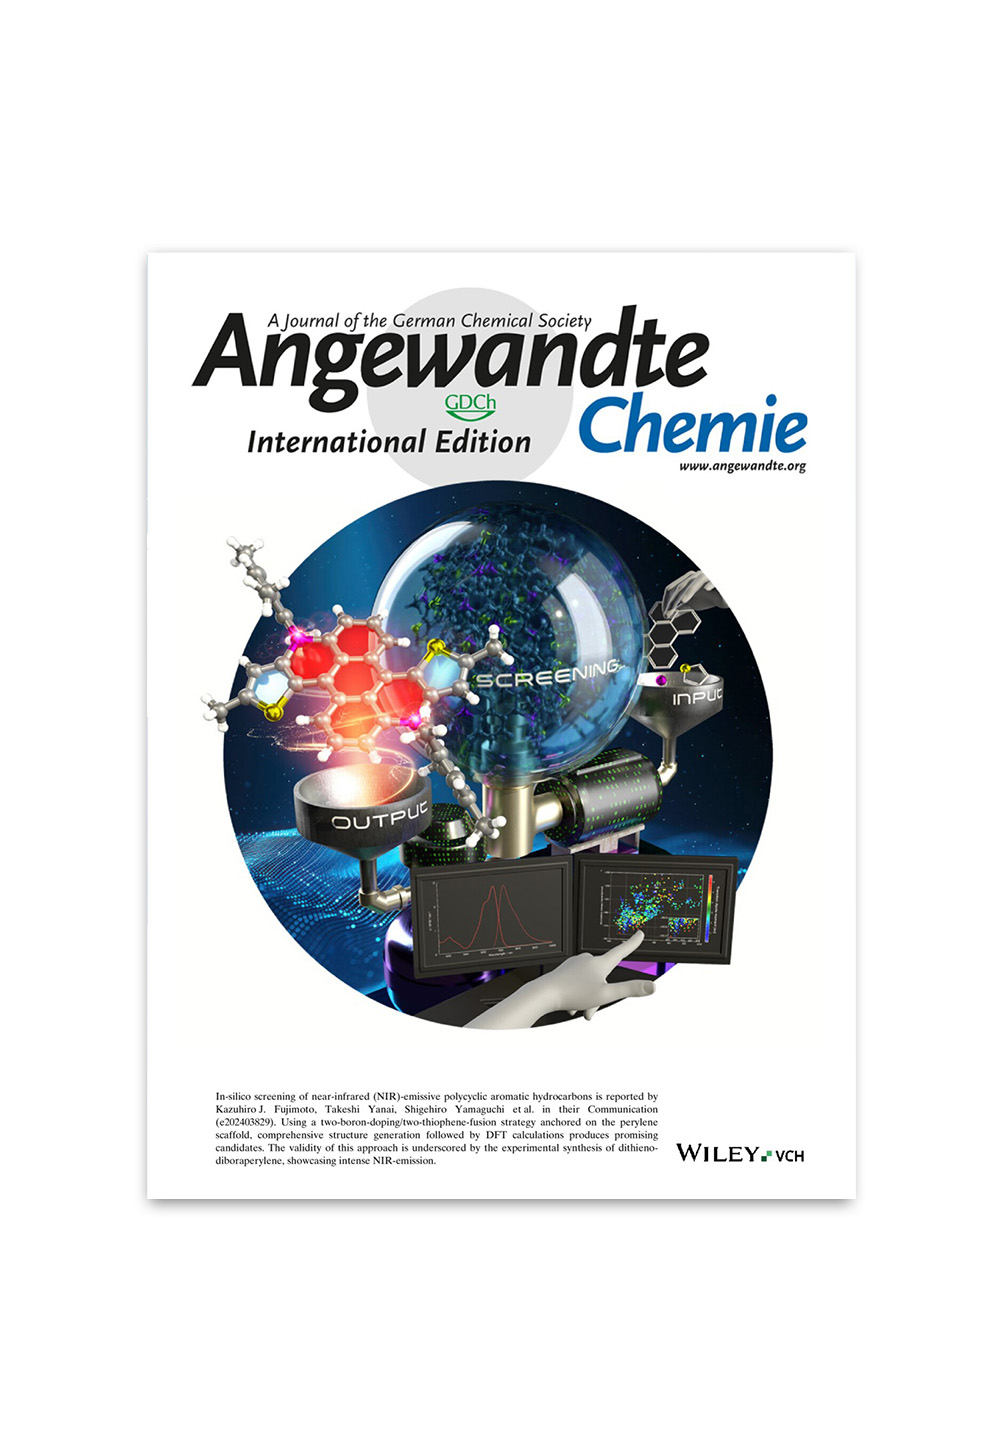 A Journal of the German Chemical Society
Angewandte
GDCh
Chemie
International Edition
www.angewandte.org
SCREENING
INPUT
OUTPUT
In-silico screening of near-infrared (NIR)-emissive polycyclic aromatic hydrocarbons is reported by
Kazuhiro J. Fujimoto, Takeshi Yanai, Shigehiro Yamaguchi et al. in their Communication
(e202403829). Using a two-boron-doping/two-thiophene-fusion strategy anchored on the perylene
scaffold, comprehensive structure generation followed by DFT calculations produces promising
candidates. The validity of this approach is underscored by the experimental synthesis of dithieno-
diboraperylene, showcasing intense NIR-emission.
WILEY-VCH